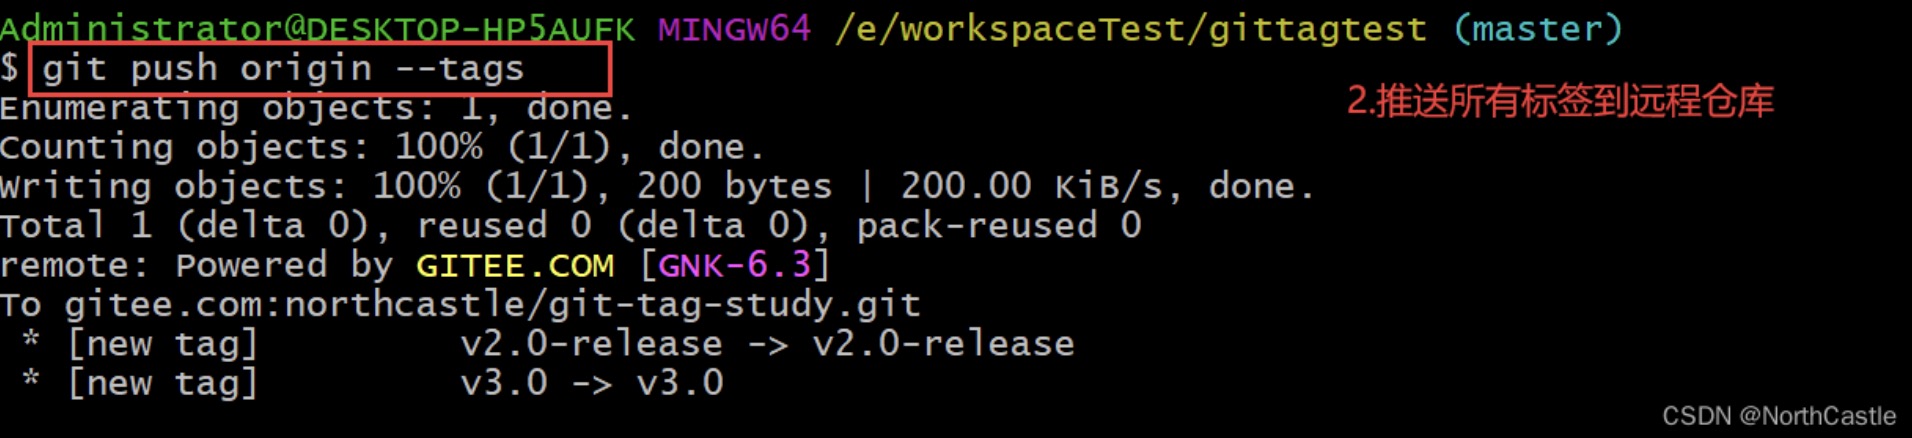 Administrator@DESKTOP-HP5AUFK MINGW64 /e/workspaceTest/gittagtest (master)
$ git push origin --tags
Enumerating objects: 1, done.
2.推送所有标签到远程仓库
Counting objects: 100% (1/1), done.
Writing objects: 100% (1/1), 200 bytes | 200.00 KiB/s, done.
Total 1 (delta 0), reused 0 (delta 0), pack-reused 0
remote: Powered by GITEE.COM [GNK-6.3]
To gitee.com:northcastle/git-tag-study.git
 * [new tag]         v2.0-release -> v2.0-release
 * [new tag]         v3.0 -> v3.0
CSDN @NorthCastle